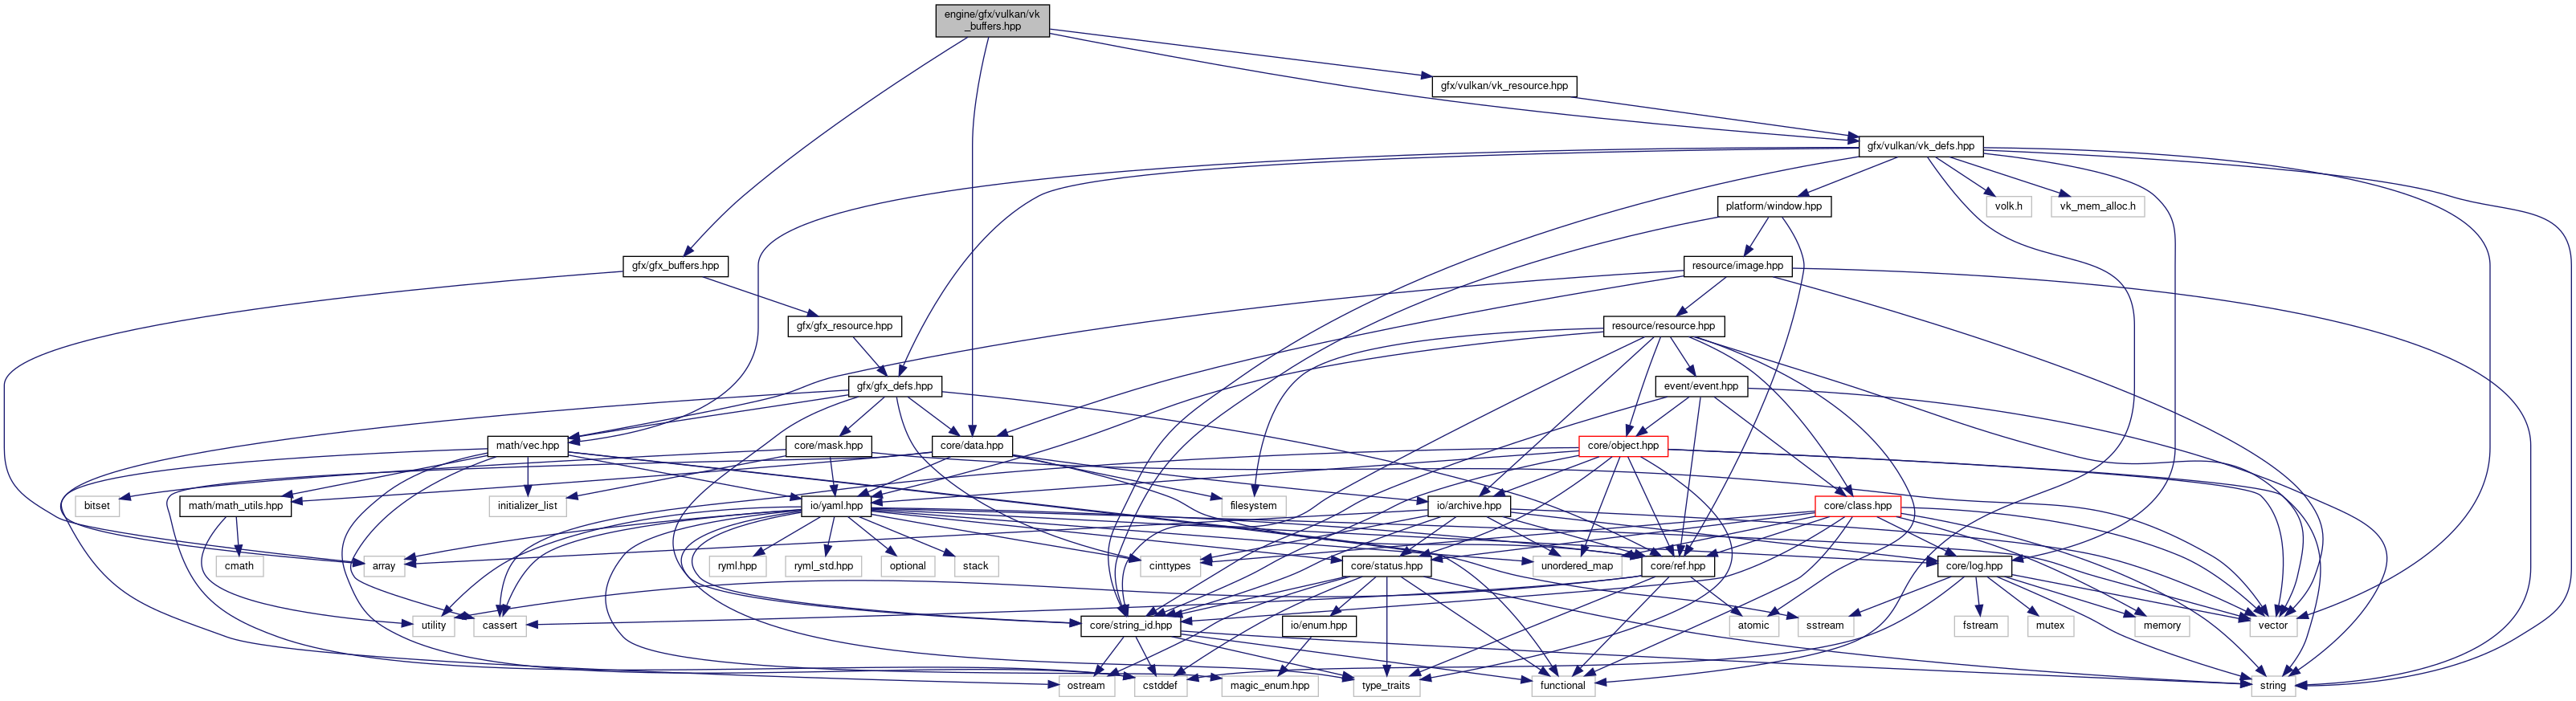 engine/gfx/vulkan/vk
_buffers.hpp
gfx/vulkan/vk_resource.hpp
gfx/vulkan/vk_defs.hpp
platform/window.hpp
volk.h
vk_mem_alloc.h
gfx/gfx_buffers.hpp
resource/image.hpp
gfx/gfx_resource.hpp
resource/resource.hpp
gfx/gfx_defs.hpp
event/event.hpp
math/vec.hpp
core/mask.hpp
core/data.hpp
core/object.hpp
bitset
math/math_utils.hpp
initializer_list
io/yaml.hpp
filesystem
io/archive.hpp
core/class.hpp
cmath
array
ryml.hpp
ryml_std.hpp
optional
stack
cinttypes
core/status.hpp
unordered_map
core/ref.hpp
core/log.hpp
utility
cassert
core/string_id.hpp
io/enum.hpp
atomic
sstream
fstream
mutex
memory
vector
ostream
cstddef
magic_enum.hpp
type_traits
functional
string